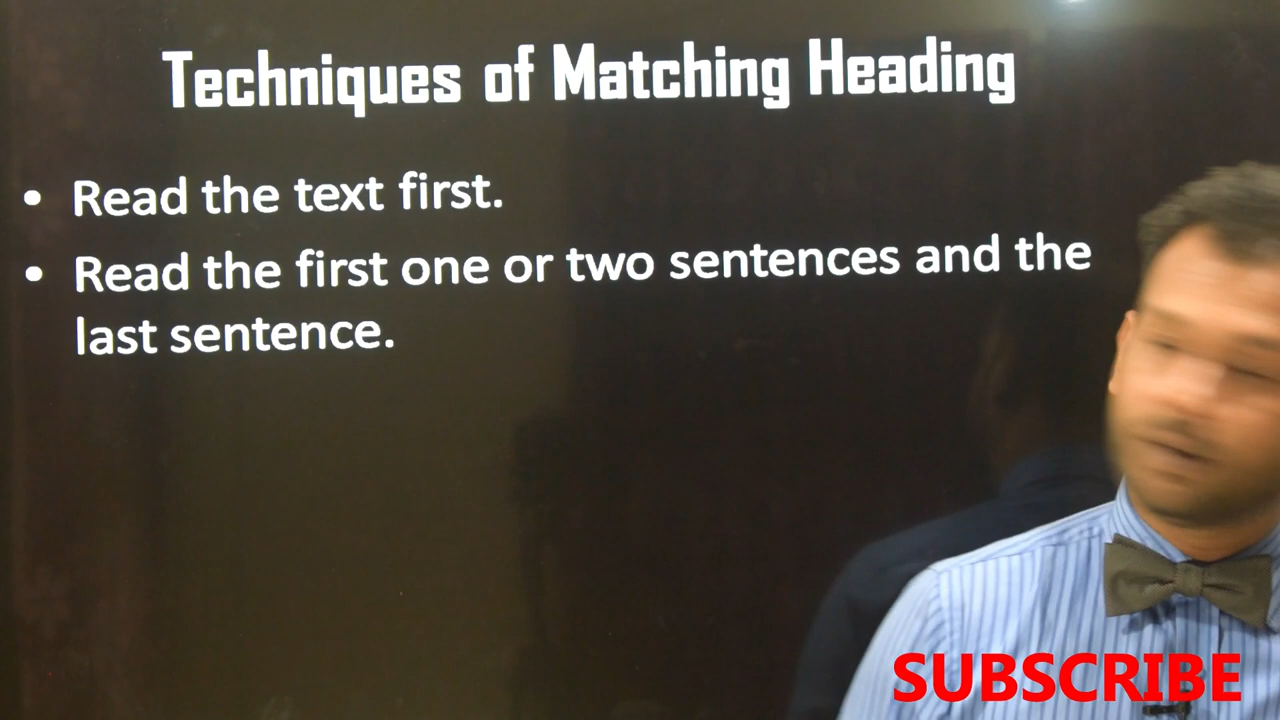 Techniques of Matching Heading
• Read the text first.
• Read the first one or two sentences and the
last sentence.
SUBSCRIBE